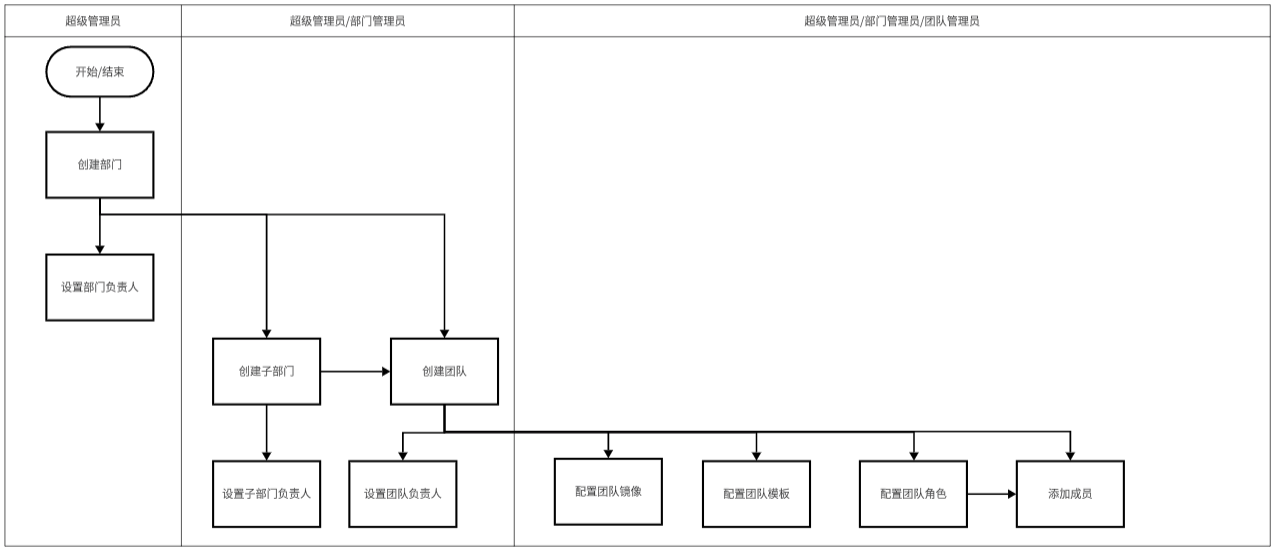 超级管理员
超级管理员/部门管理员
超级管理员/部门管理员/团队管理员
开始/结束
创建部门
设置部门负责人
创建子部门
创建团队
设置子部门负责人
设置团队负责人
配置团队镜像
配置团队模板
配置团队角色
添加成员